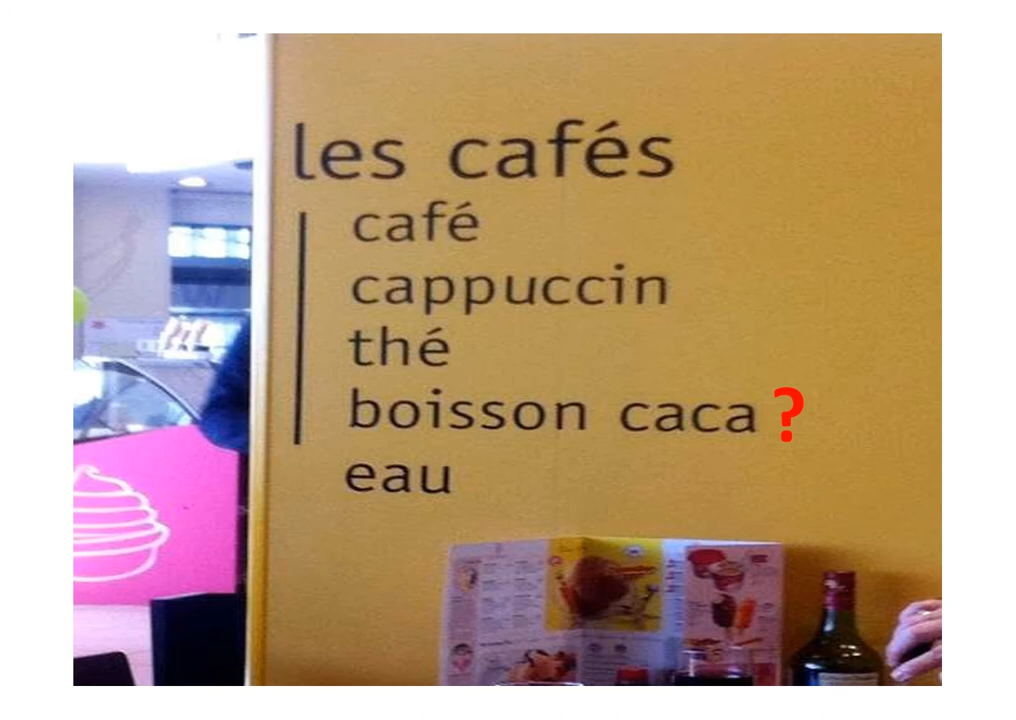 les cafés
café
cappuccin
thé
boisson caca ?
eau